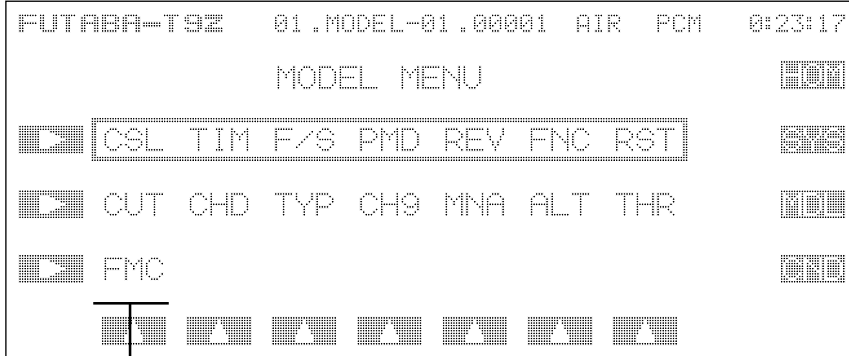 FUTABA-T9Z 01.MODEL-01.00001 AIR PCM 0:23:17
MODEL MENU HOM
CSL TIM F/S PMD REV FNC RST SYS
CUT CHD TYP CH9 MNA ALT THR MDL
FMC CND